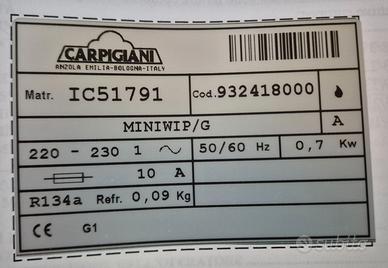 CARPIGIANI
ANZOLA EMILIA-BOLOGNA-ITALY
Matr. IC51791 Cod. 932418000
MINIWIP/G A
220 - 230 1 50/60 Hz 0,7 Kw
10 A
R134a Refr. 0,09 Kg
CE G1
subito